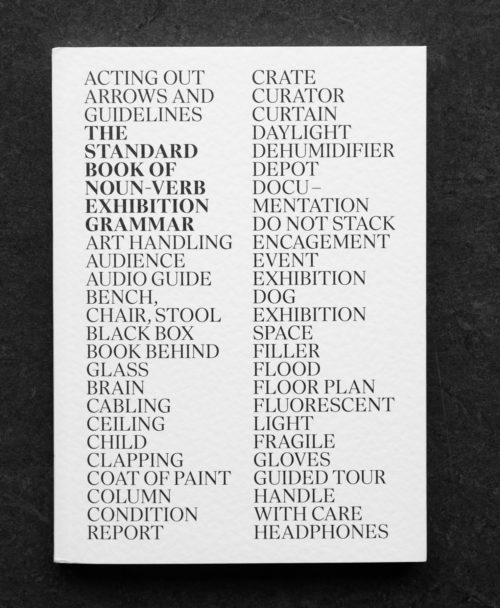 ACTING OUT
ARROWS AND
GUIDELINES
THE
STANDARD
BOOK OF
NOUN-VERB
EXHIBITION
GRAMMAR
ART HANDLING
AUDIENCE
AUDIO GUIDE
BENCH,
CHAIR, STOOL
BLACK BOX
BOOK BEHIND
GLASS
BRAIN
CABLING
CEILING
CHILD
CLAPPING
COAT OF PAINT
COLUMN
CONDITION
REPORT
CRATE
CURATOR
CURTAIN
DAYLIGHT
DEHUMIDIFIER
DEPOT
DOCU–
MENTATION
DO NOT STACK
ENCAGEMENT
EVENT
EXHIBITION
DOG
EXHIBITION
SPACE
FILLER
FLOOD
FLOOR PLAN
FLUORESCENT
LIGHT
FRAGILE
GLOVES
GUIDED TOUR
HANDLE
WITH CARE
HEADPHONES